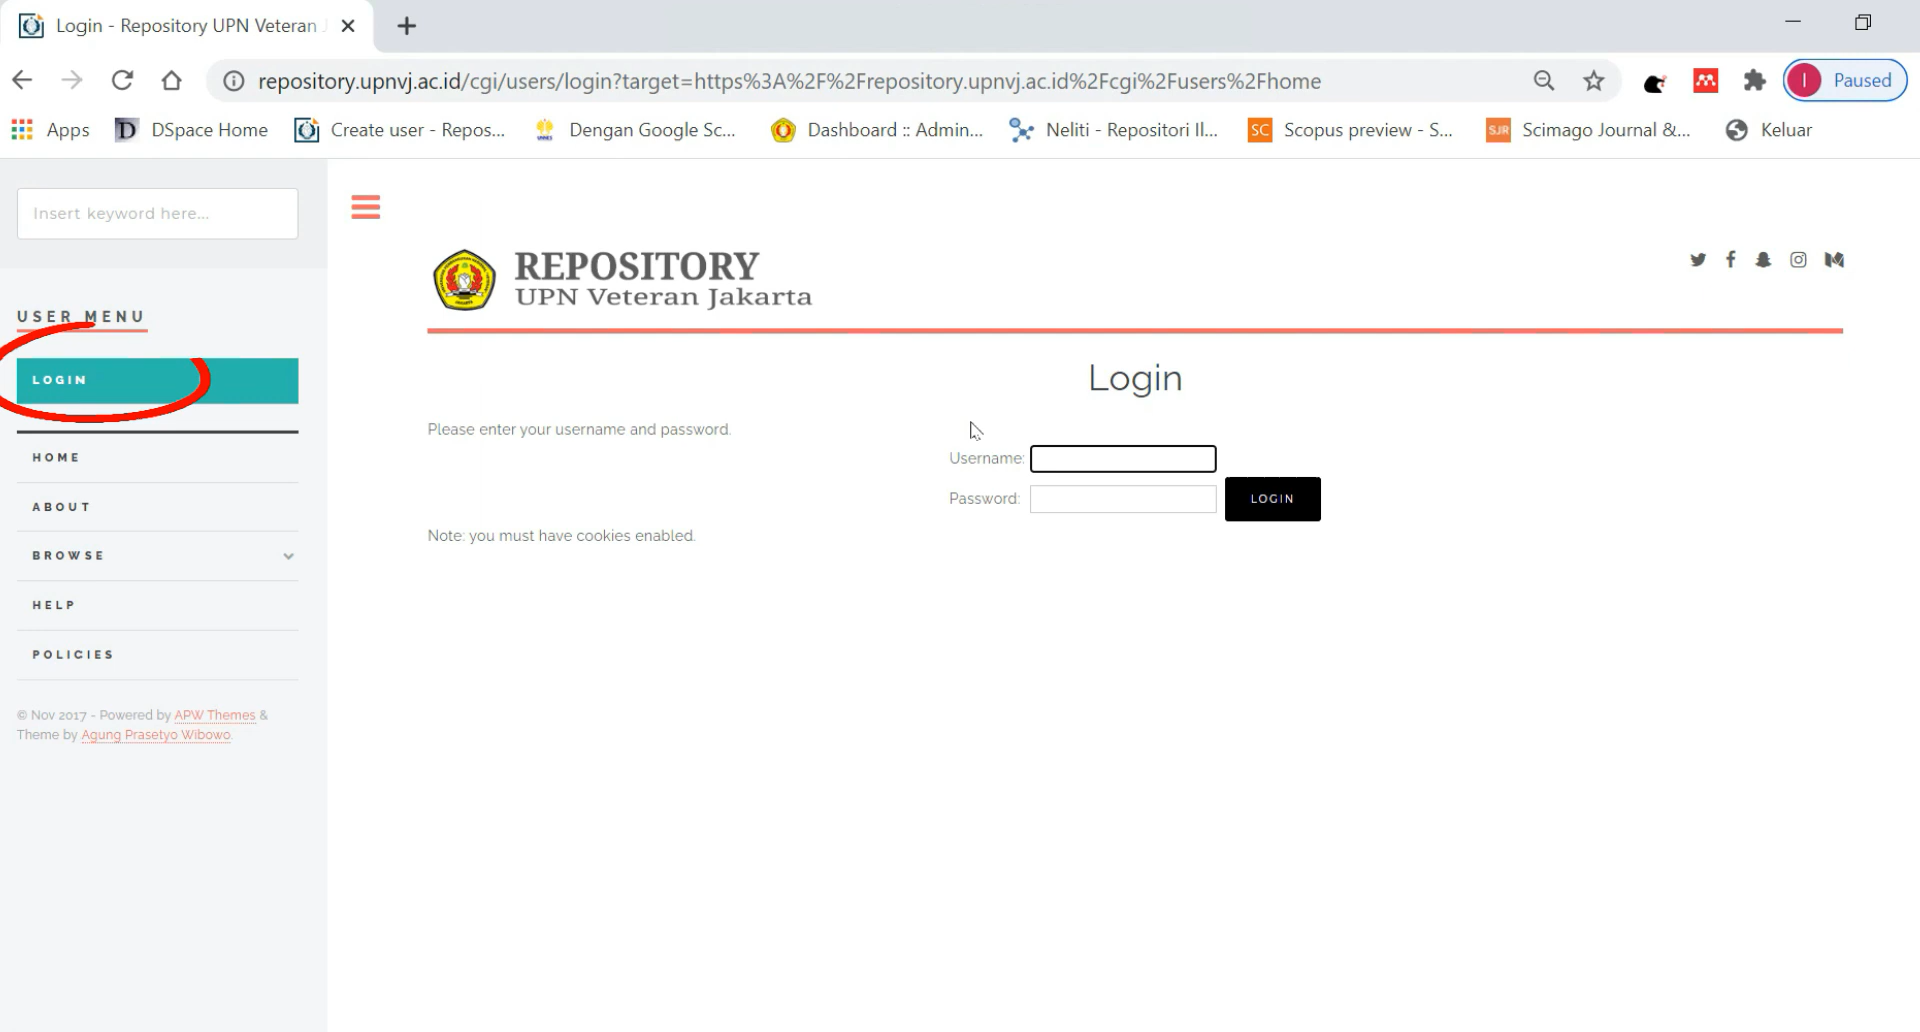 Login - Repository UPN Veteran J
repository.upnvj.ac.id/cgi/users/login?target=https%3A%2F%2Frepository.upnvj.ac.id%2Fcgi%2Fusers%2Fhome
I
Paused
Apps
D DSpace Home
Create user - Repos...
Dengan Google Sc...
Dashboard :: Admin...
Neliti - Repositori Il...
SC Scopus preview - S...
SJR Scimago Journal &...
Keluar
Insert keyword here...
USER MENU
LOGIN
HOME
ABOUT
BROWSE
HELP
POLICIES
© Nov 2017 - Powered by APW Themes &
Theme by Agung Prasetyo Wibowo.
REPOSITORY
UPN Veteran Jakarta
Login
Please enter your username and password.
Username:
Password:
LOGIN
Note: you must have cookies enabled.